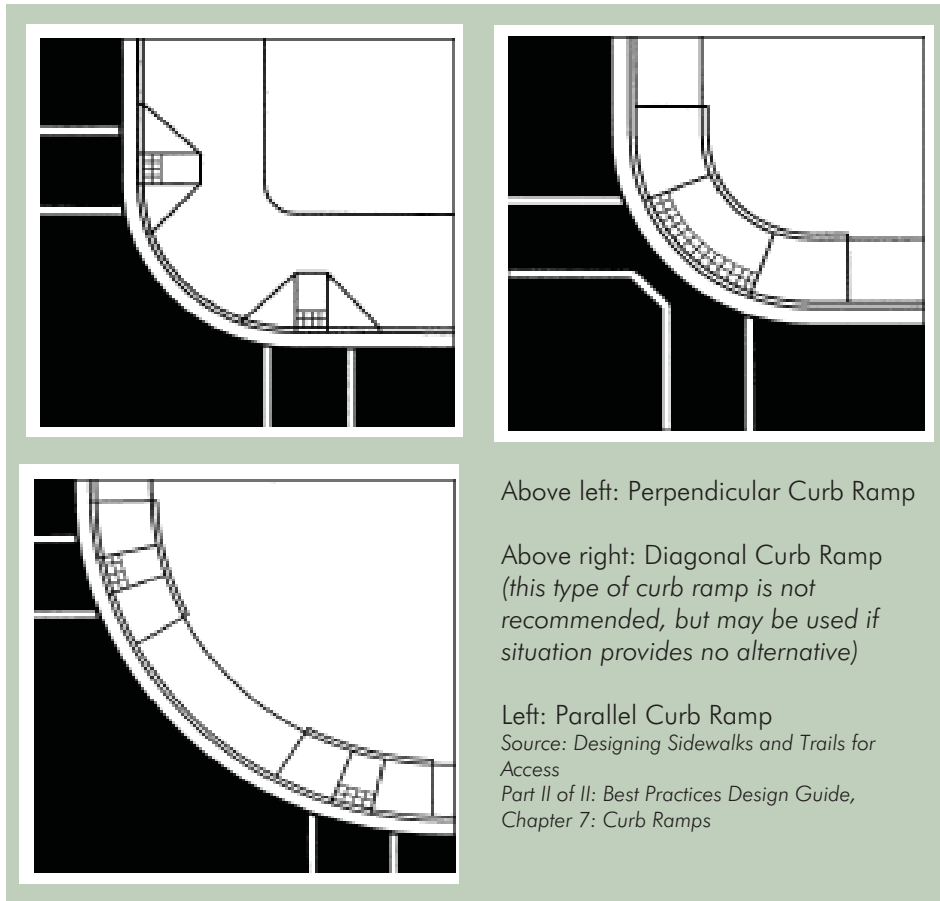 Above left: Perpendicular Curb Ramp
Above right: Diagonal Curb Ramp
(this type of curb ramp is not
recommended, but may be used if
situation provides no alternative)
Left: Parallel Curb Ramp
Source: Designing Sidewalks and Trails for
Access
Part II of II: Best Practices Design Guide,
Chapter 7: Curb Ramps